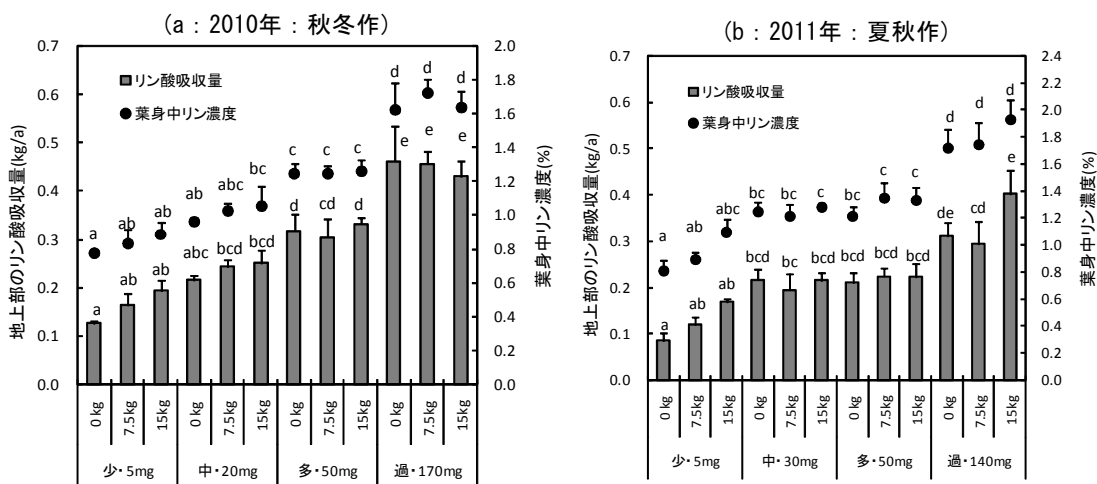 (a：2010年：秋冬作)
リン酸吸収量
葉身中リン濃度
地上部のリン酸吸収量(kg/a)
0.7
0.6
0.5
0.4
0.3
0.2
0.1
0.0
a ab ab ab abc bc c c c d d d
a ab ab abc bcd bcd d cd d e e e
2.0
1.8
1.6
1.4
1.2
1.0
0.8
0.6
0.4
0.2
0.0
葉身中リン濃度(%)
0 kg 7.5kg 15kg 0 kg 7.5kg 15kg 0 kg 7.5kg 15kg 0 kg 7.5kg 15kg
少・5mg 中・20mg 多・50mg 過・170mg
(b：2011年：夏秋作)
リン酸吸収量
葉身中リン濃度
地上部のリン酸吸収量(kg/a)
0.7
0.6
0.5
0.4
0.3
0.2
0.1
0.0
a ab abc bc bc c bc cd cd d d d
a ab ab bcd bcd bcd bcd bcd bcd de cd e
2.4
2.2
2.0
1.8
1.6
1.4
1.2
1.0
0.8
0.6
0.4
0.2
0.0
葉身中リン濃度(%)
0 kg 7.5kg 15kg 0 kg 7.5kg 15kg 0 kg 7.5kg 15kg 0 kg 7.5kg 15kg
少・5mg 中・30mg 多・50mg 過・140mg